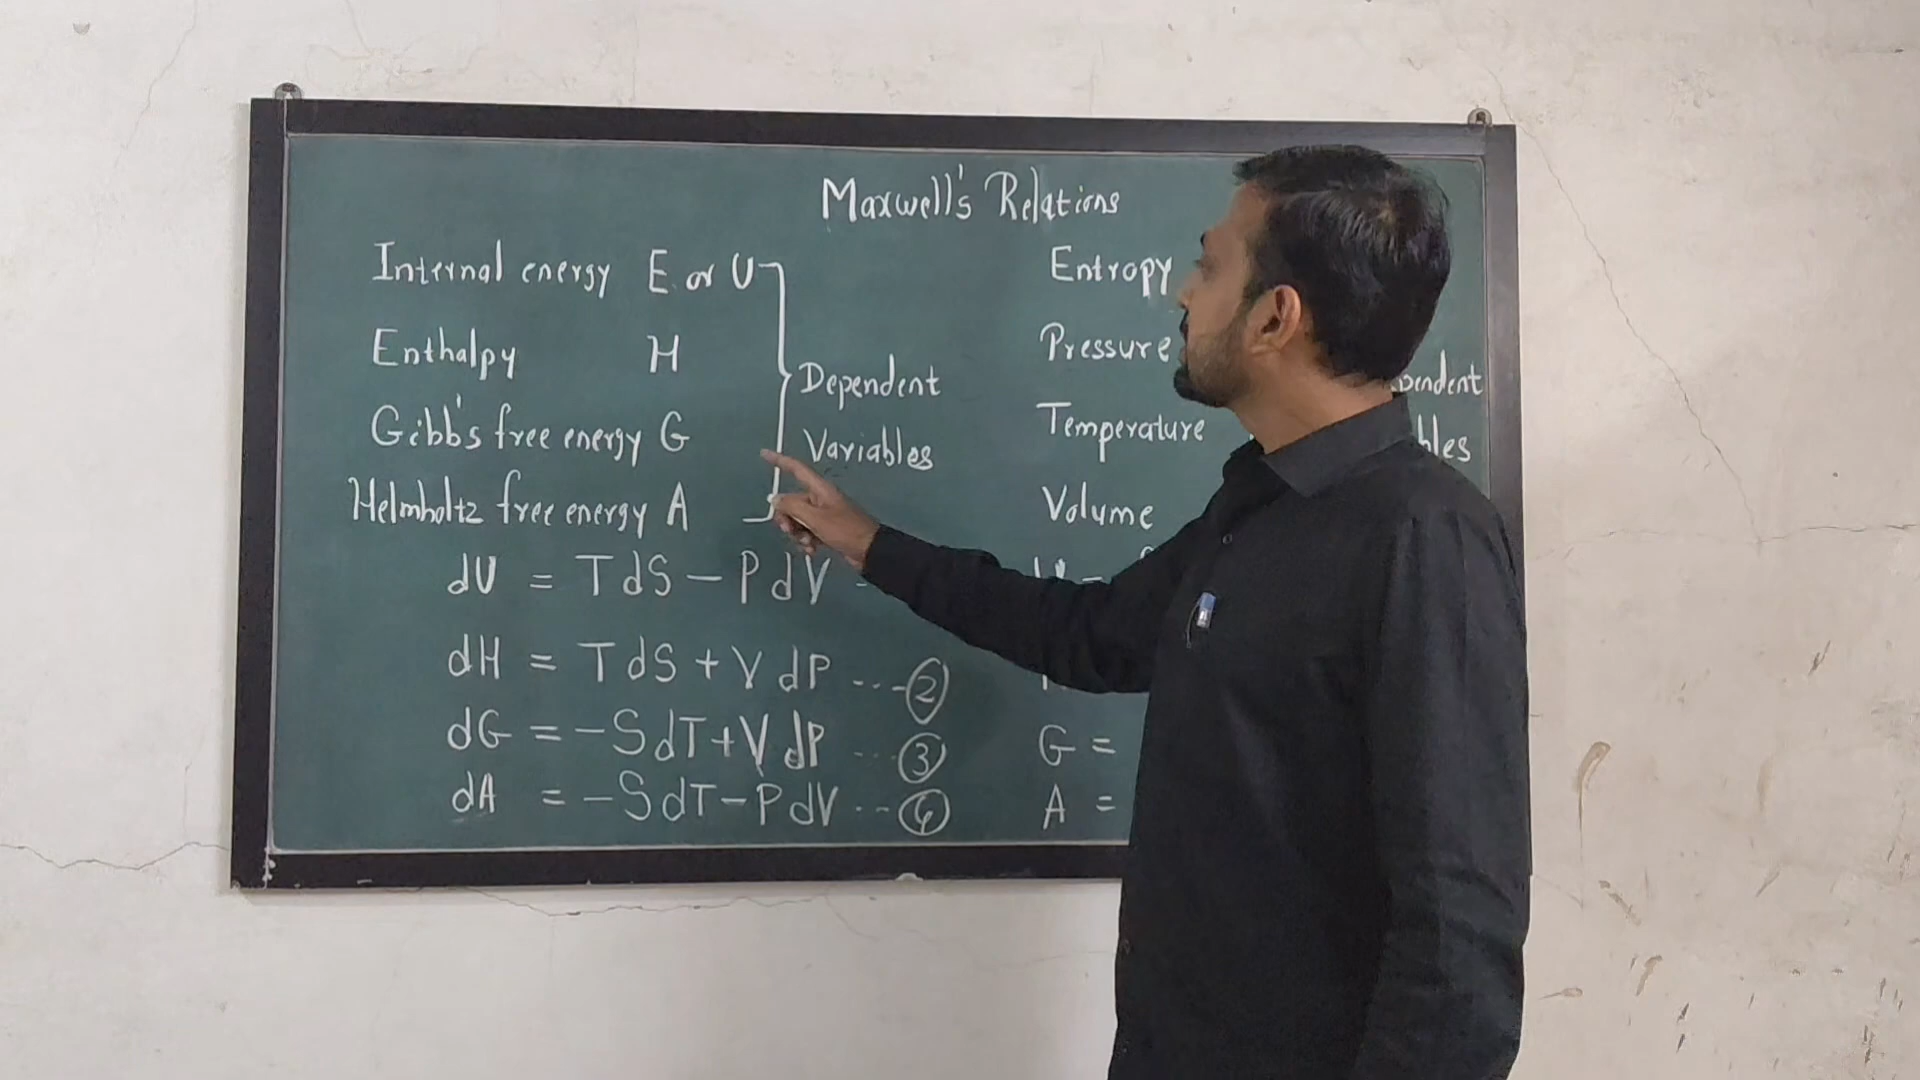 Maxwell's Relations
Internal energy E or U
Enthalpy H
Gibb's free energy G
Helmholtz free energy A
Dependent
Variables
Entropy
Pressure
Temperature
Volume
dU = TdS - PdV
dH = TdS + VdP ---②
dG = -SdT + VdP ---③
dA = -SdT - PdV ---④
G =
A =